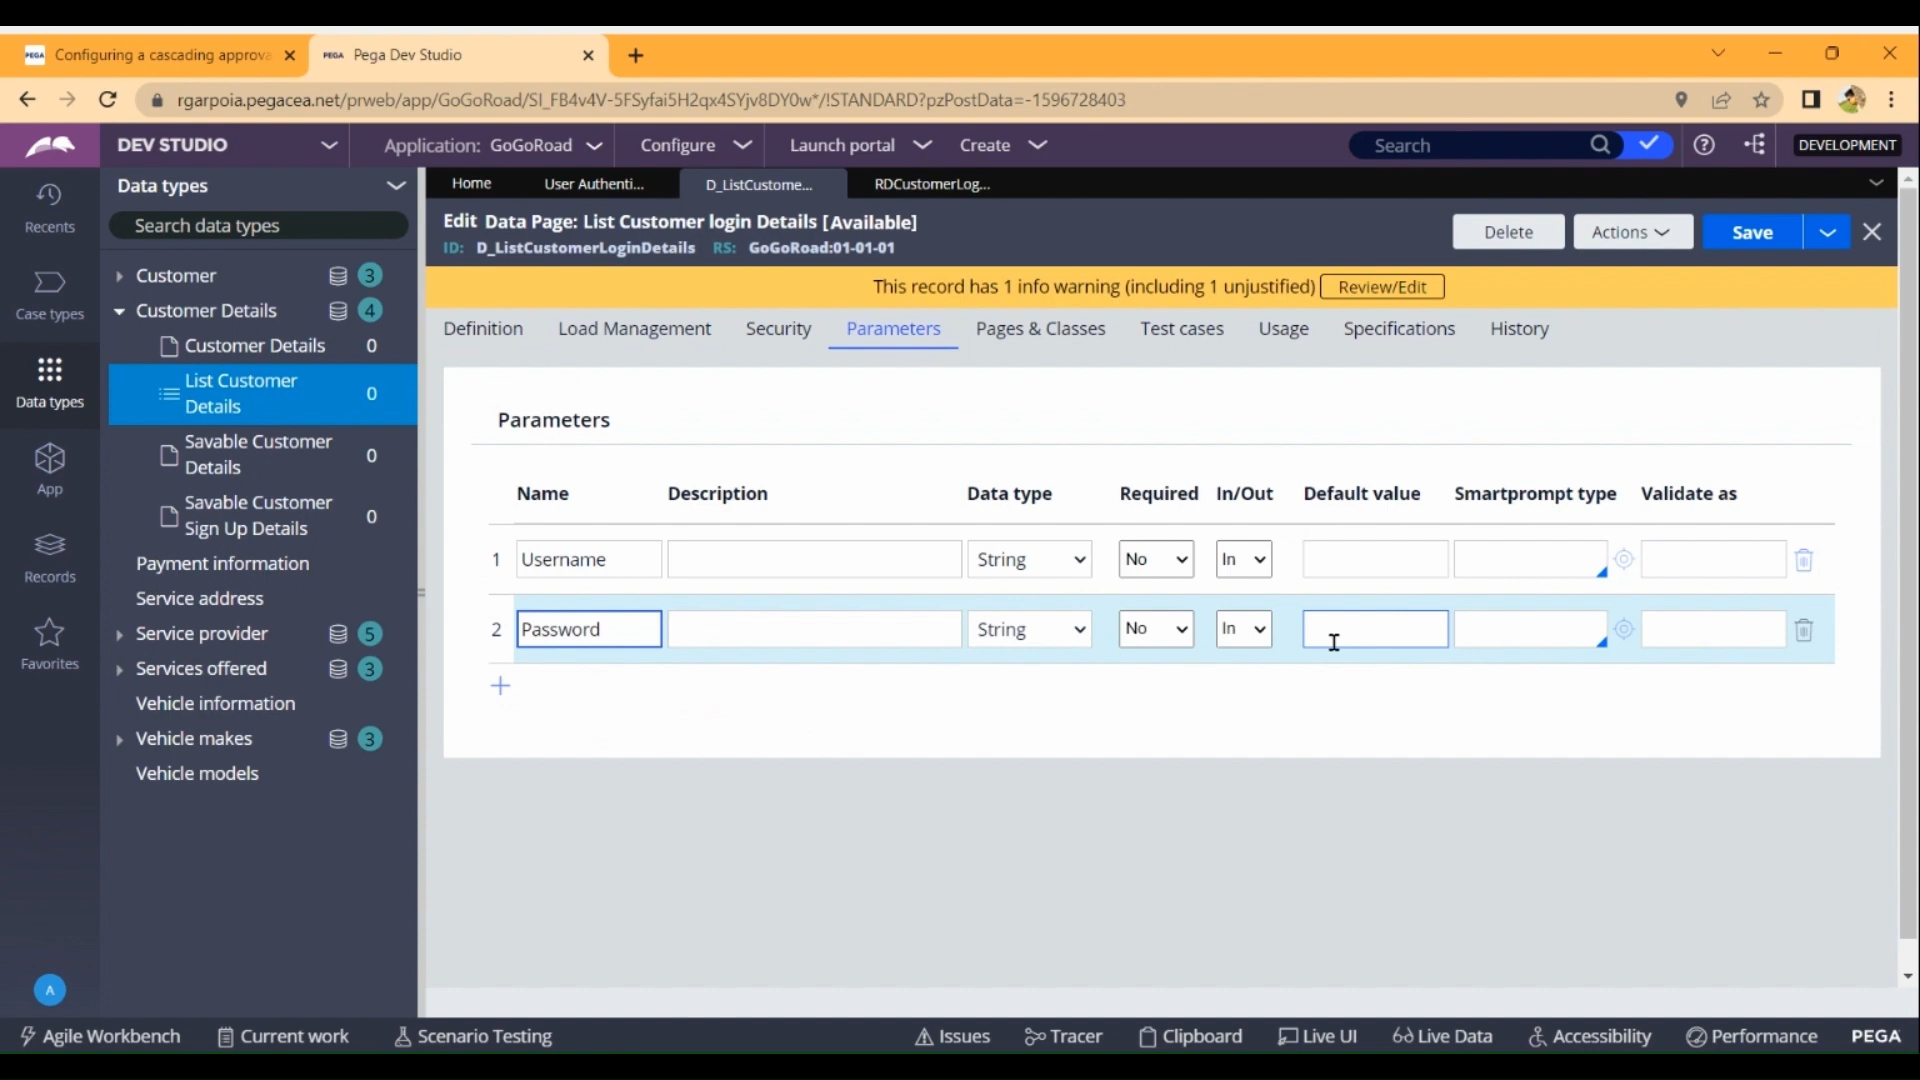 PEGA Configuring a cascading approva
PEGA Pega Dev Studio
rgarpoia.pegacea.net/prweb/app/GoGoRoad/SI_FB4v4V-5FSyfai5H2qx4SYjv8DY0w*/!STANDARD?pzPostData=-1596728403
DEV STUDIO
Application: GoGoRoad
Configure
Launch portal
Create
Search
DEVELOPMENT
Recents
Case types
Data types
App
Records
Favorites
A
Data types
Search data types
Customer 3
Customer Details 4
Customer Details 0
List Customer
Details 0
Savable Customer
Details 0
Savable Customer
Sign Up Details 0
Payment information
Service address
Service provider 5
Services offered 3
Vehicle information
Vehicle makes 3
Vehicle models
Home User Authenti... D_ListCustome... RDCustomerLog...
Edit Data Page: List Customer login Details [Available]
ID: D_ListCustomerLoginDetails RS: GoGoRoad:01-01-01
Delete Actions Save
This record has 1 info warning (including 1 unjustified) Review/Edit
Definition Load Management Security Parameters Pages & Classes Test cases Usage Specifications History
Parameters
Name Description Data type Required In/Out Default value Smartprompt type Validate as
1 Username String No In
2 Password String No In
Agile Workbench Current work Scenario Testing Issues Tracer Clipboard Live UI Live Data Accessibility Performance PEGA